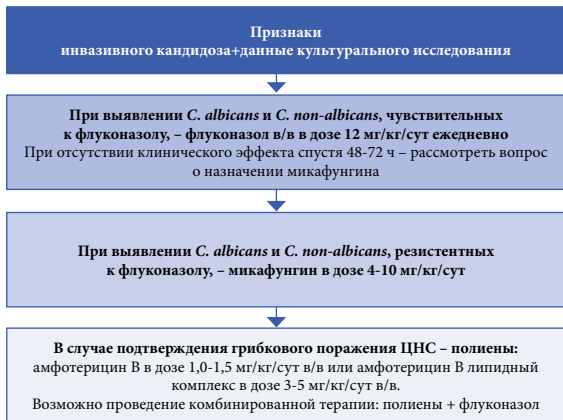 Признаки
инвазивного кандидоза+данные культурального исследования
При выявлении C. albicans и C. non-albicans, чувствительных
к флуконазолу, – флуконазол в/в в дозе 12 мг/кг/сут ежедневно
При отсутствии клинического эффекта спустя 48-72 ч – рассмотреть вопрос
о назначении микафунгина
При выявлении C. albicans и C. non-albicans, резистентных
к флуконазолу, – микафунгин в дозе 4-10 мг/кг/сут
В случае подтверждения грибкового поражения ЦНС – полиены:
амфотерицин В в дозе 1,0-1,5 мг/кг/сут в/в или амфотерицин В липидный
комплекс в дозе 3-5 мг/кг/сут в/в.
Возможно проведение комбинированной терапии: полиены + флуконазол